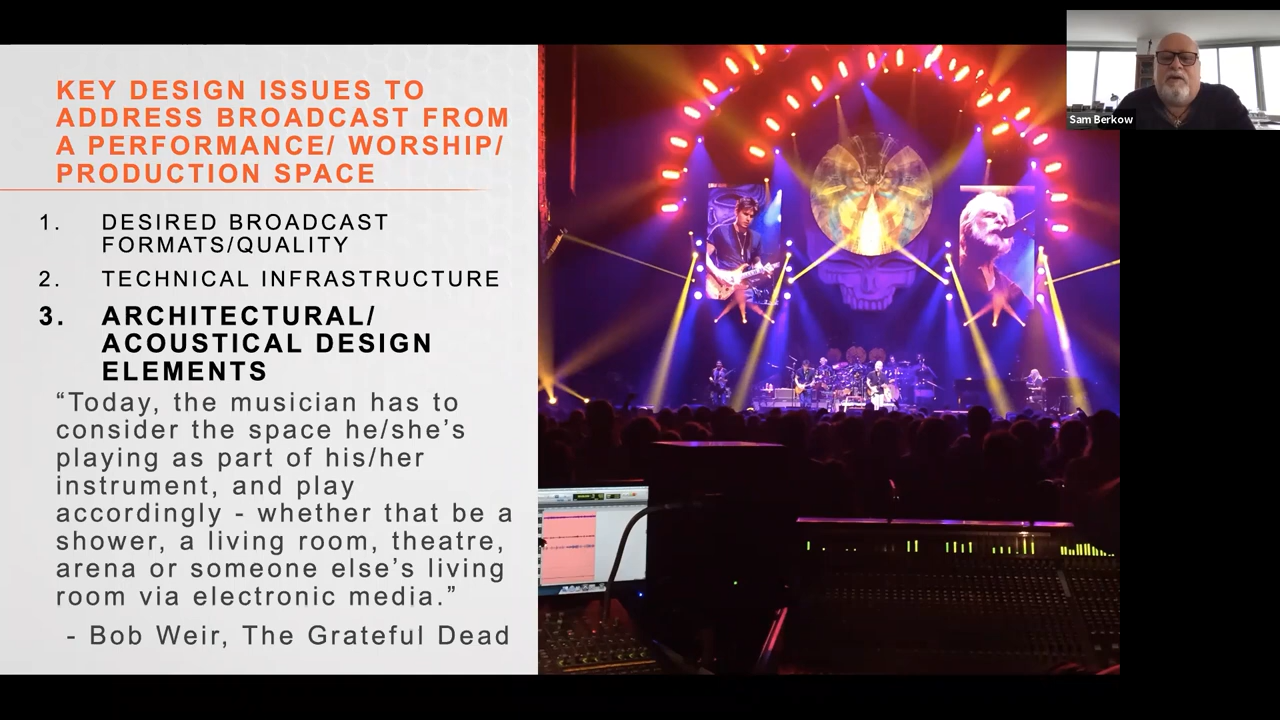 KEY DESIGN ISSUES TO
ADDRESS BROADCAST FROM
A PERFORMANCE/ WORSHIP/
PRODUCTION SPACE
1. DESIRED BROADCAST
FORMATS/QUALITY
2. TECHNICAL INFRASTRUCTURE
3. ARCHITECTURAL/
ACOUSTICAL DESIGN
ELEMENTS
“Today, the musician has to
consider the space he/she’s
playing as part of his/her
instrument, and play
accordingly - whether that be a
shower, a living room, theatre,
arena or someone else’s living
room via electronic media.”
- Bob Weir, The Grateful Dead
Sam Berkow